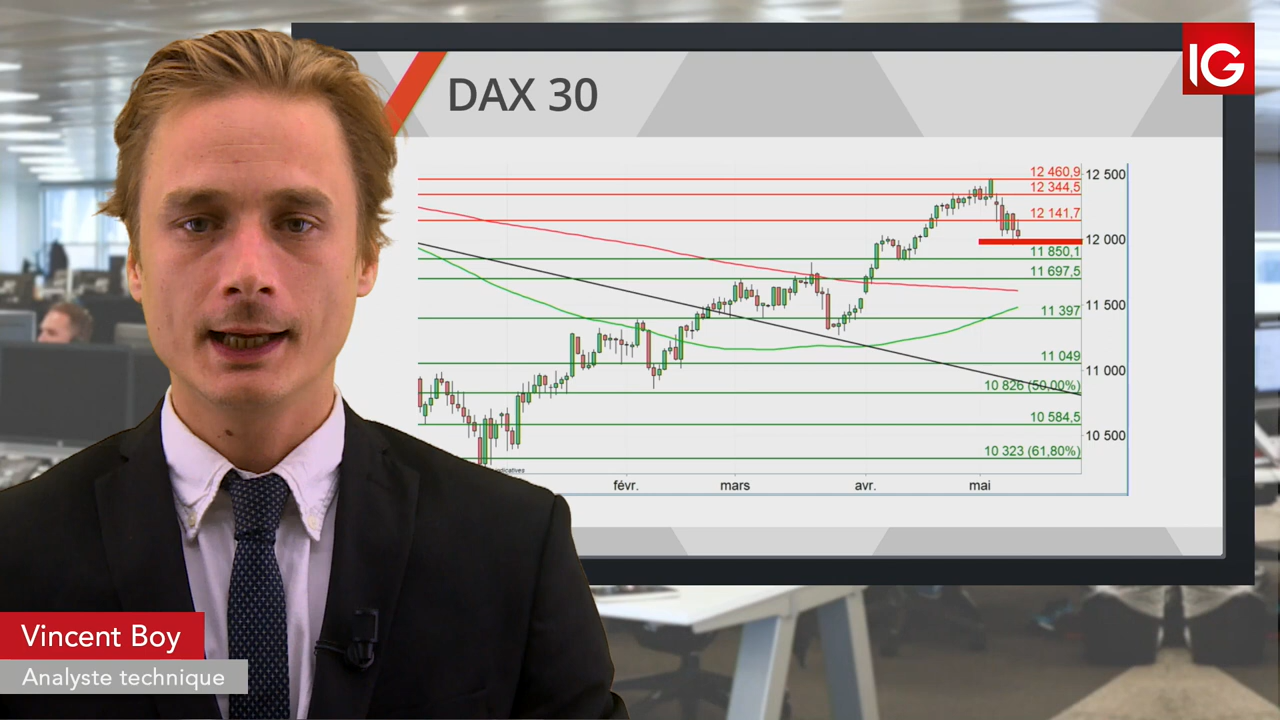 IG
DAX 30
12 460,9
12 500
12 344,5
12 141,7
12 000
11 850,1
11 697,5
11 500
11 397
11 049
11 000
10 826 (50,00%)
10 584,5
10 500
10 323 (61,80%)
indicatives
févr. mars avr. mai
Vincent Boy
Analyste technique